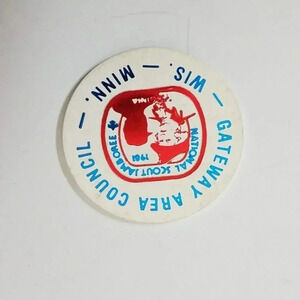 WIS. — MINN. —
GATEWAY AREA COUNCIL —
NATIONAL SCOUT JAMBOREE
1981